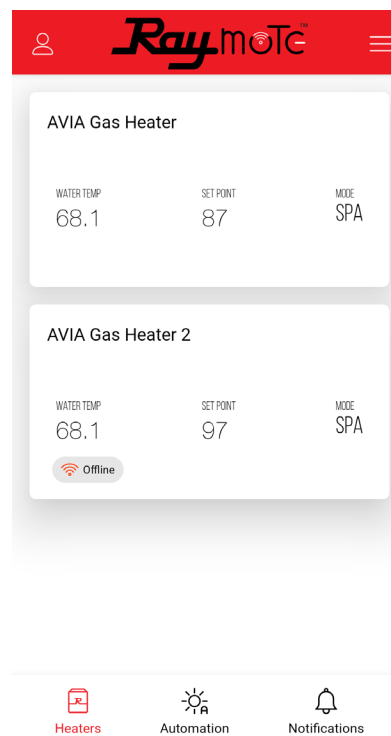 Raymote™
AVIA Gas Heater
WATER TEMP SET POINT MODE
68.1 87 SPA
AVIA Gas Heater 2
WATER TEMP SET POINT MODE
68.1 97 SPA
Offline
R
A
Heaters Automation Notifications